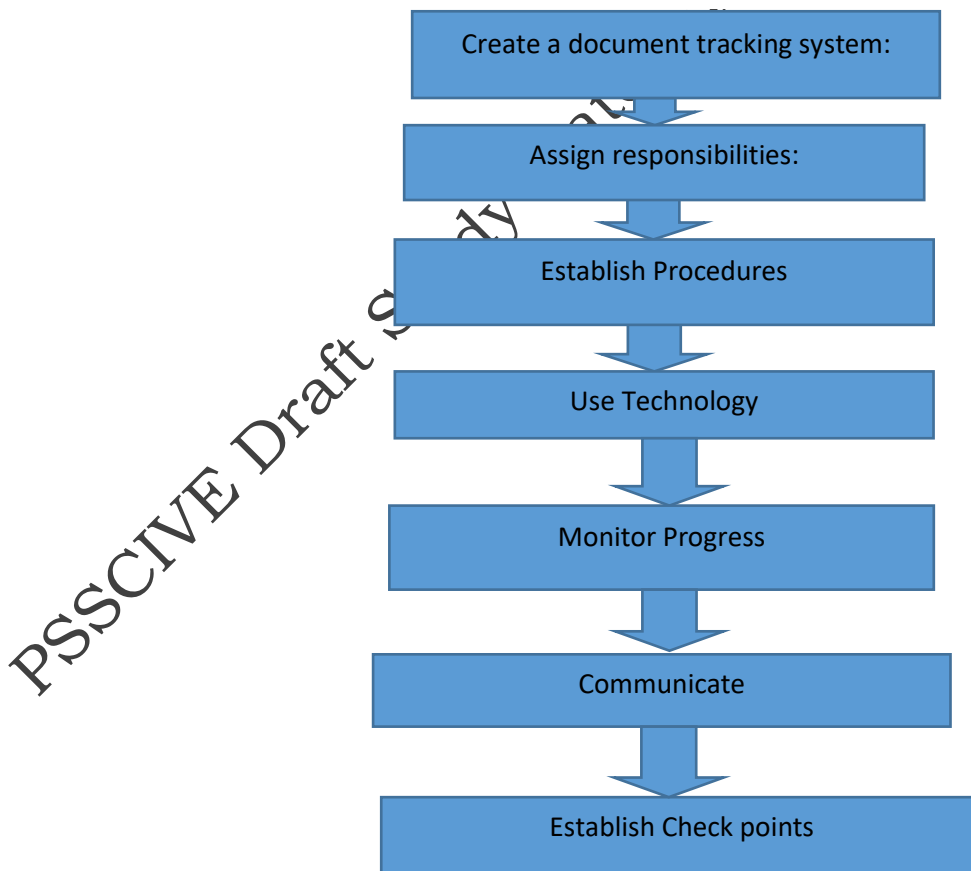 Create a document tracking system:
Assign responsibilities:
Establish Procedures
Use Technology
Monitor Progress
Communicate
Establish Check points
PSSCIVE Draft